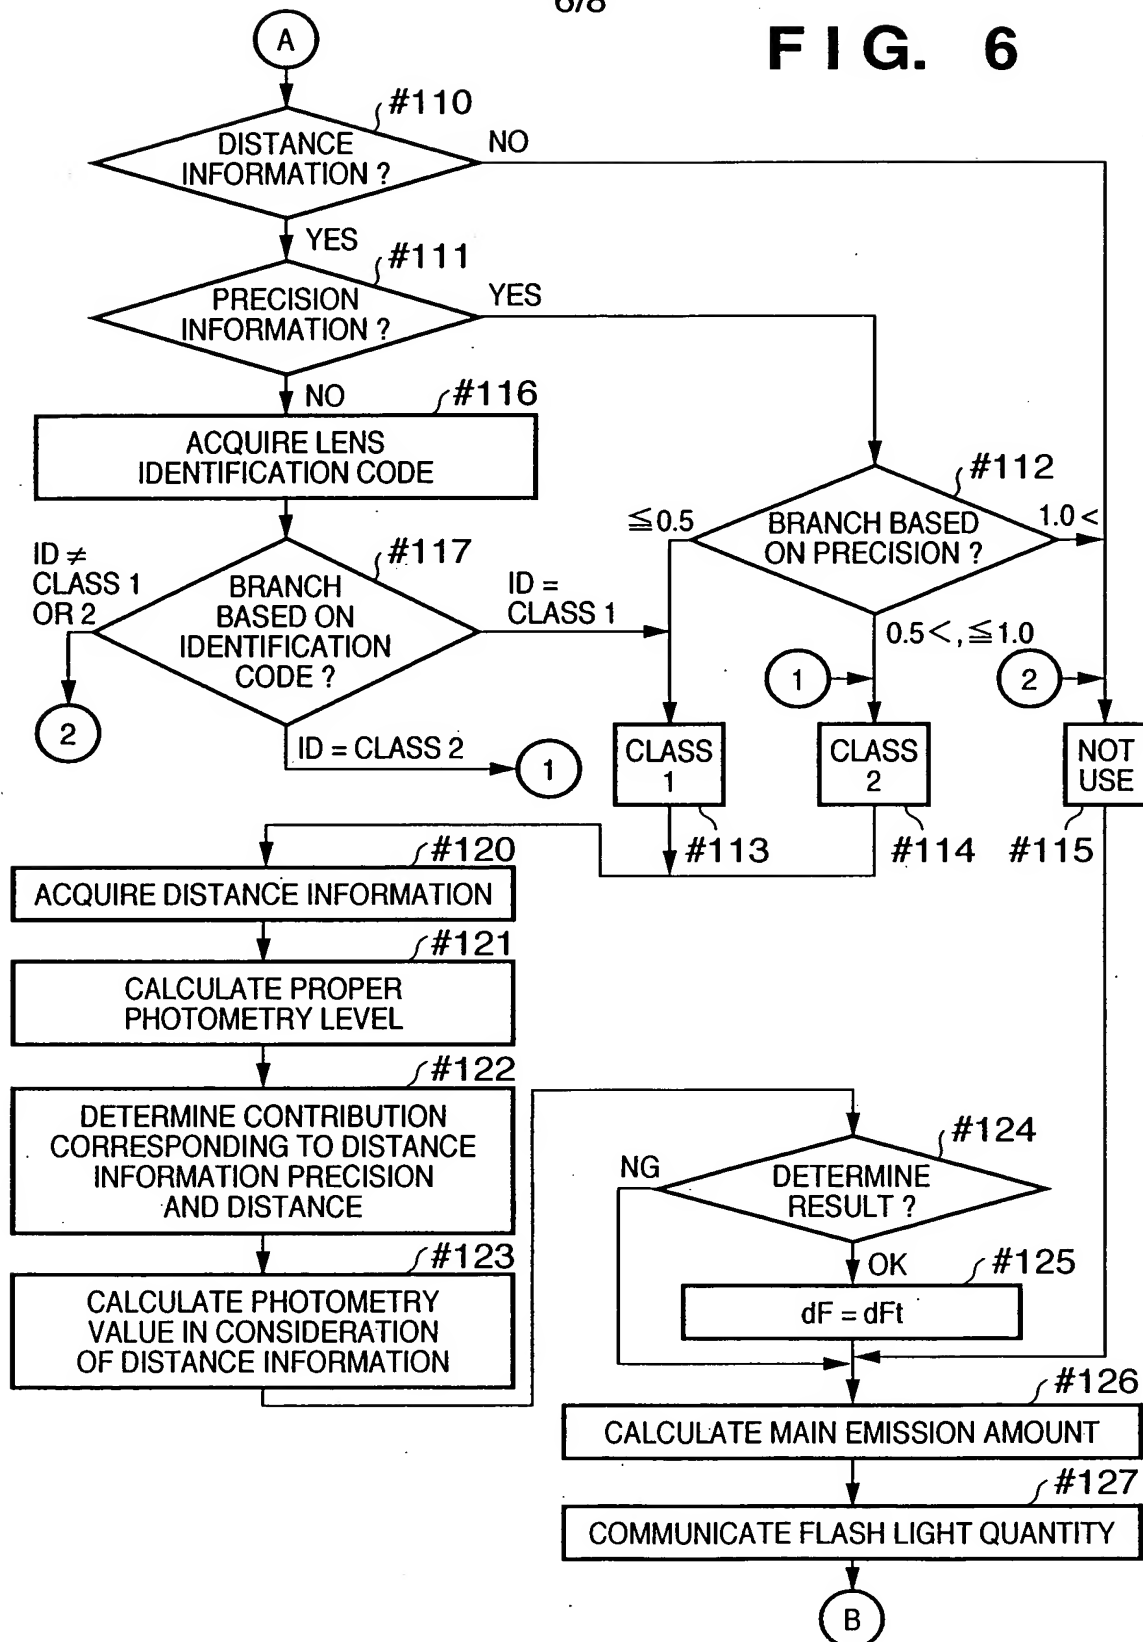 6/8
FIG. 6
A
#110
DISTANCE
INFORMATION ?
NO
YES
#111
PRECISION
INFORMATION ?
YES
NO
#116
ACQUIRE LENS
IDENTIFICATION CODE
#112
BRANCH BASED
ON PRECISION ?
≦0.5
1.0<
0.5<,≦1.0
#117
BRANCH
BASED ON
IDENTIFICATION
CODE ?
ID ≠
CLASS 1
OR 2
ID =
CLASS 1
2
ID = CLASS 2
1
1
2
CLASS
1
CLASS
2
NOT
USE
#113
#114
#115
#120
ACQUIRE DISTANCE INFORMATION
#121
CALCULATE PROPER
PHOTOMETRY LEVEL
#122
DETERMINE CONTRIBUTION
CORRESPONDING TO DISTANCE
INFORMATION PRECISION
AND DISTANCE
#123
CALCULATE PHOTOMETRY
VALUE IN CONSIDERATION
OF DISTANCE INFORMATION
#124
DETERMINE
RESULT ?
NG
OK
#125
dF = dFt
#126
CALCULATE MAIN EMISSION AMOUNT
#127
COMMUNICATE FLASH LIGHT QUANTITY
B